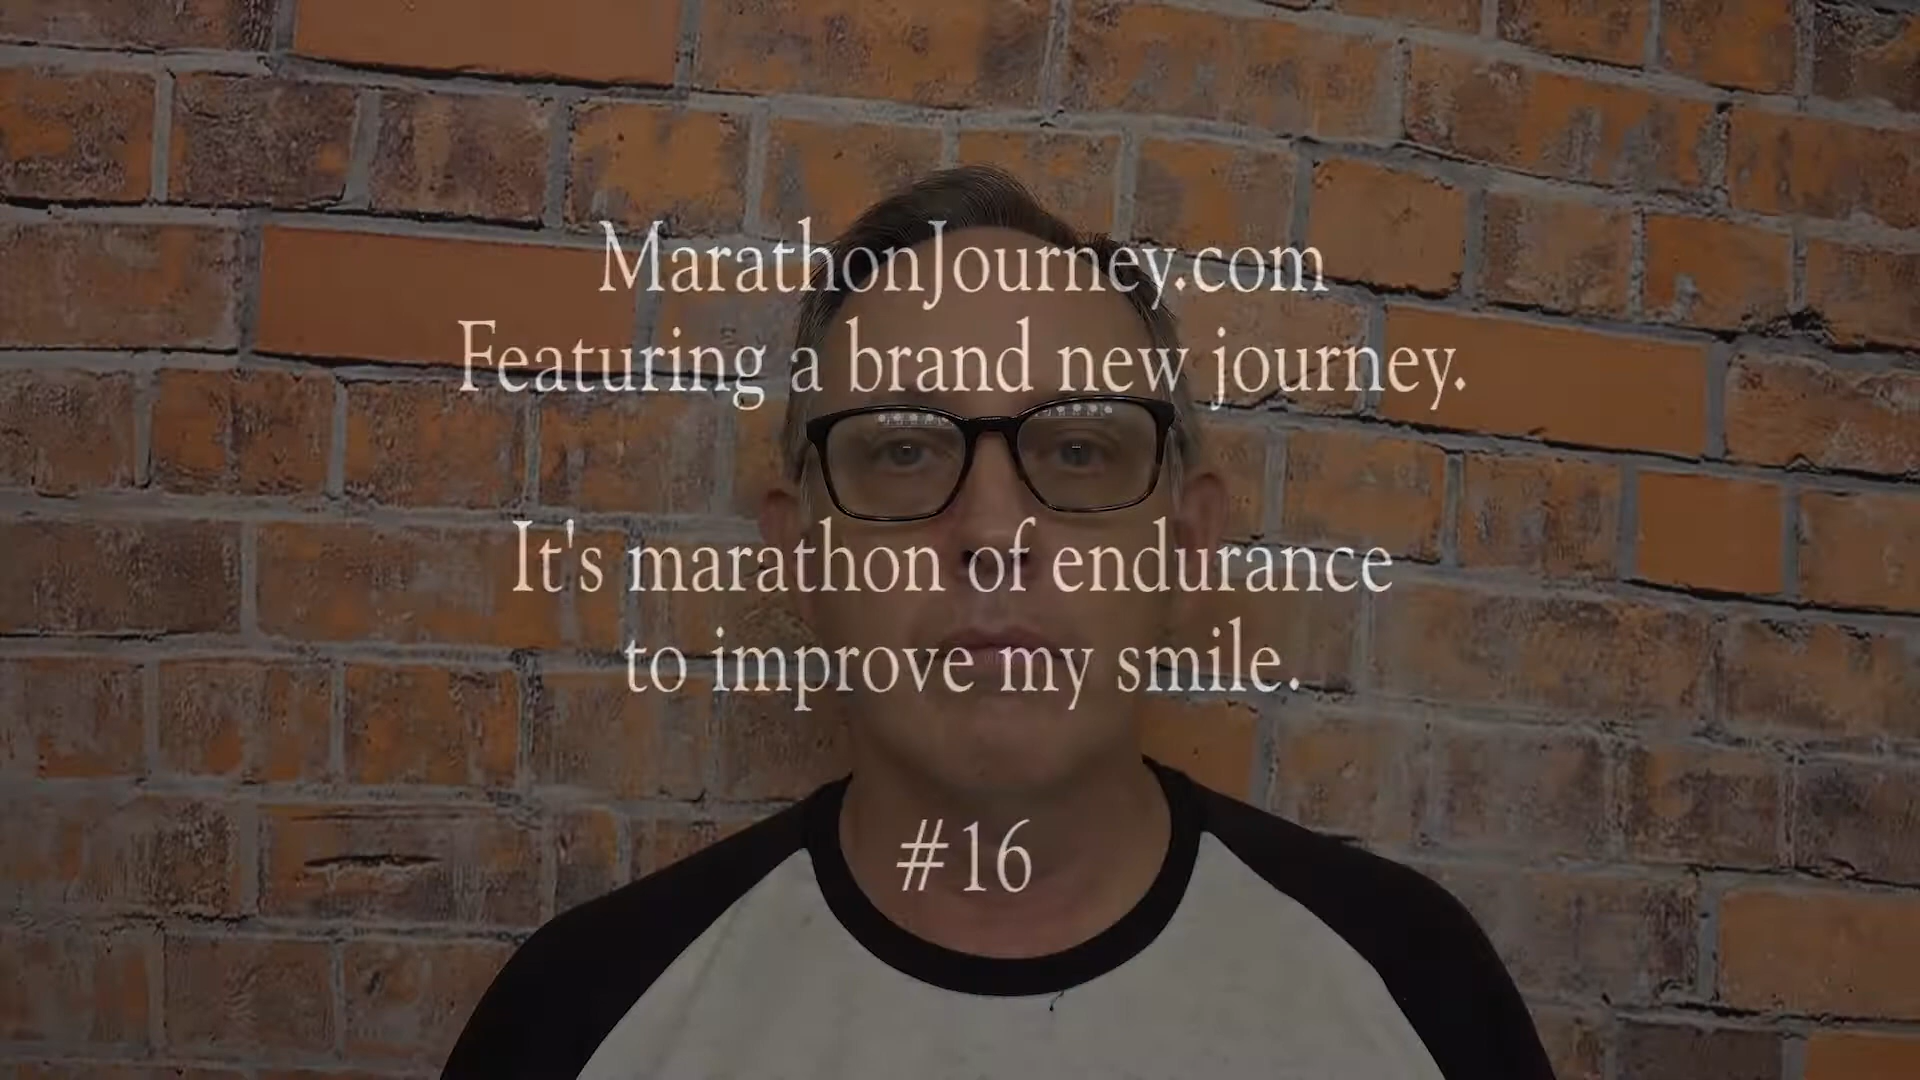 MarathonJourney.com
Featuring a brand new journey.
It's marathon of endurance
to improve my smile.
#16